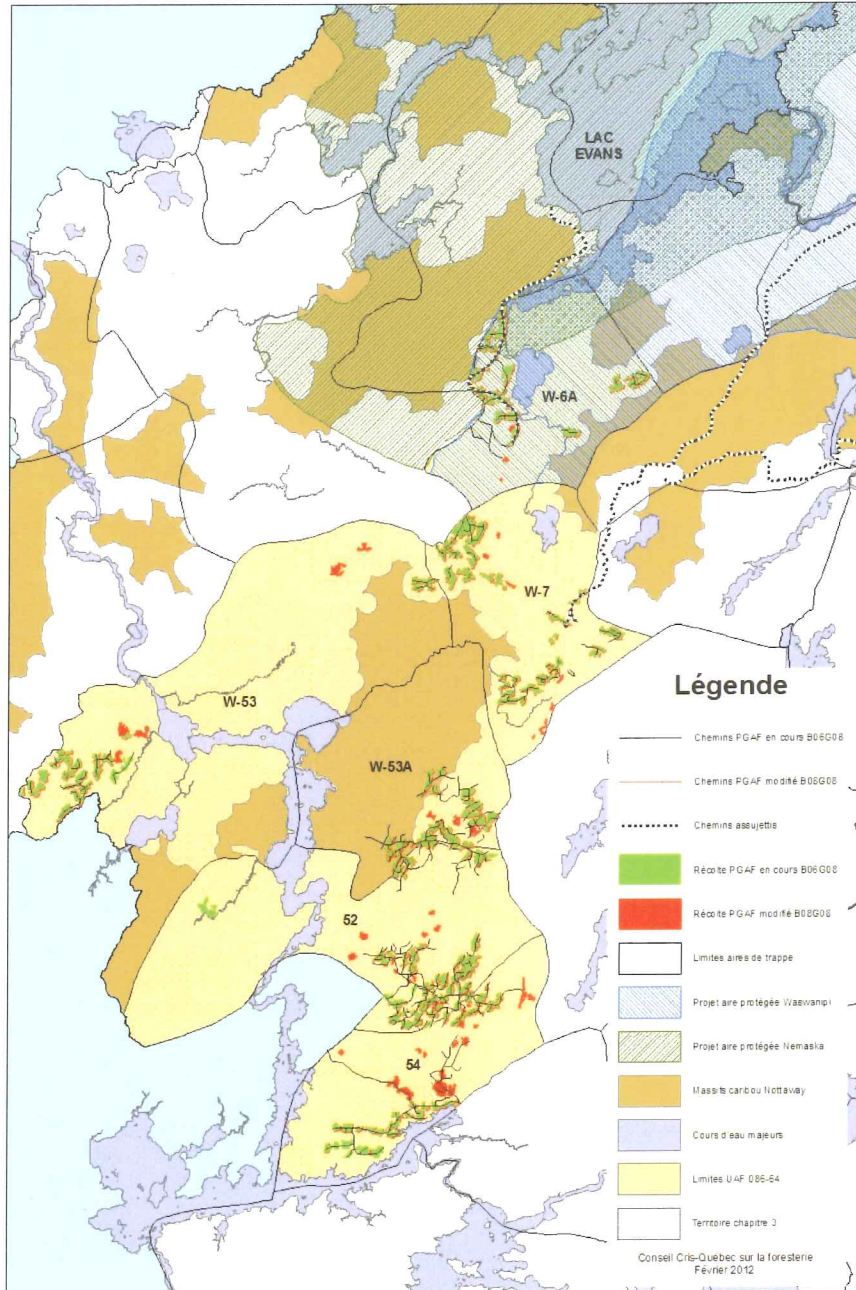 LAC
EVANS
W-6A
W-7
W-53
W-53A
52
54
Légende
Chemins PGAF en cours B06G08
Chemins PGAF modifié B08G08
Chemins assujettis
Récolte PGAF en cours B06G08
Récolte PGAF modifié B08G08
Limites aires de trappe
Projet aire protégée Waswanipi
Projet aire protégée Nemaska
Massifs caribou Nottaway
Cours d'eau majeurs
Limites UAF 086-64
Territoire chapitre 3
Conseil Cris-Québec sur la foresterie
Février 2012